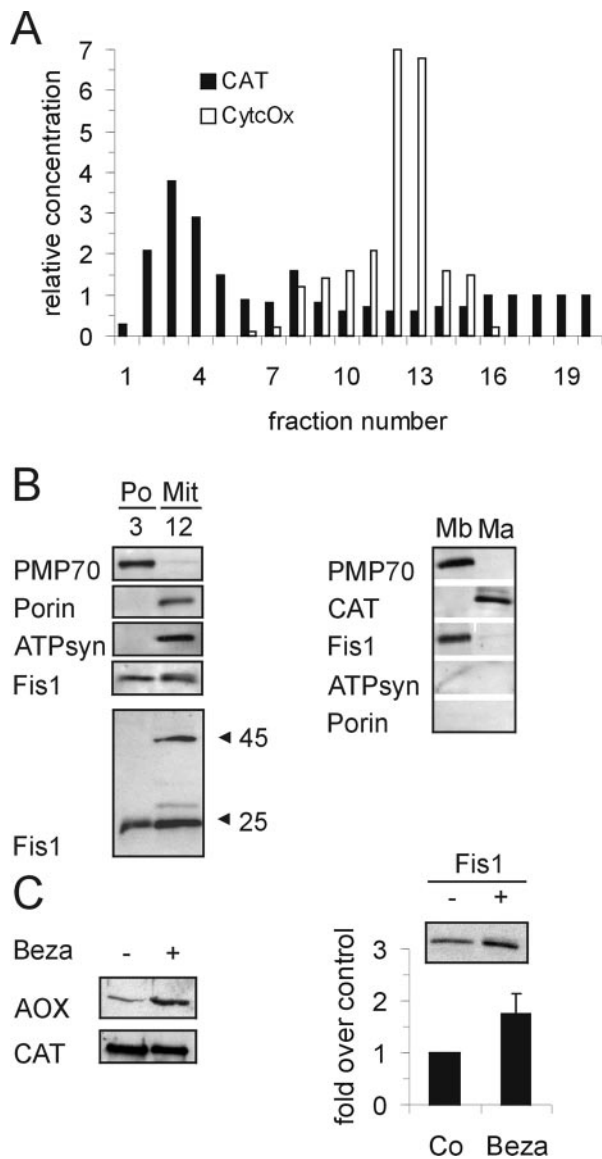 A
7
6
5
4
3
2
1
0
relative concentration
CAT
CytcOx
1 4 7 10 13 16 19
fraction number
B
Po Mit
3 12
PMP70
Porin
ATPsyn
Fis1
45
25
Fis1
Mb Ma
PMP70
CAT
Fis1
ATPsyn
Porin
C
Beza - +
AOX
CAT
Fis1
- +
3
2
1
0
fold over control
Co Beza